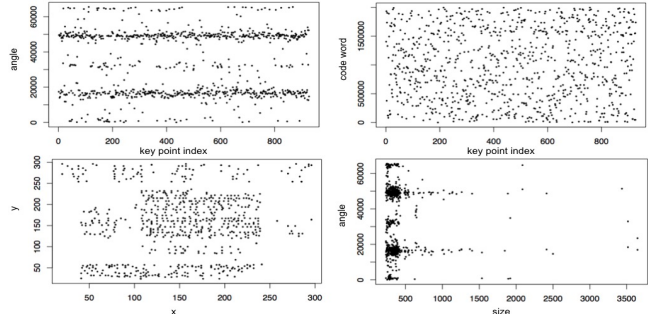 angle
0 20000 40000 60000
0 200 400 600 800
key point index
code word
0 500000 1500000
0 200 400 600 800
key point index
y
50 100 150 200 250 300
50 100 150 200 250 300
x
angle
0 20000 40000 60000
500 1000 1500 2000 2500 3000 3500
size